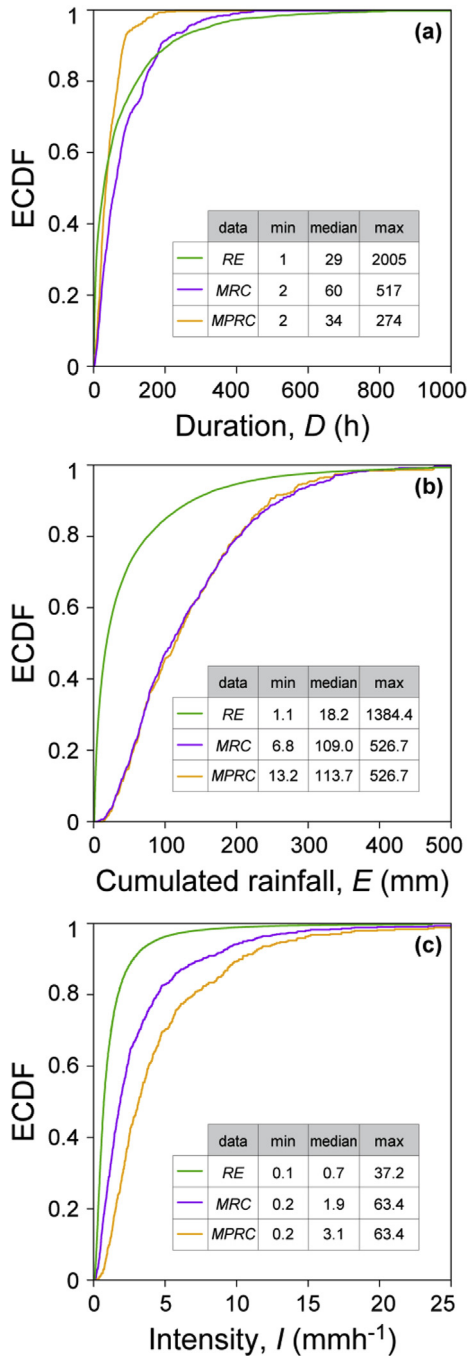 (a)
1
0.8
0.6
0.4
0.2
0
ECDF
data min median max
RE 1 29 2005
MRC 2 60 517
MPRC 2 34 274
0 200 400 600 800 1000
Duration, D (h)
(b)
1
0.8
0.6
0.4
0.2
0
ECDF
data min median max
RE 1.1 18.2 1384.4
MRC 6.8 109.0 526.7
MPRC 13.2 113.7 526.7
0 100 200 300 400 500
Cumulated rainfall, E (mm)
(c)
1
0.8
0.6
0.4
0.2
0
ECDF
data min median max
RE 0.1 0.7 37.2
MRC 0.2 1.9 63.4
MPRC 0.2 3.1 63.4
0 5 10 15 20 25
Intensity, I (mmh-1)